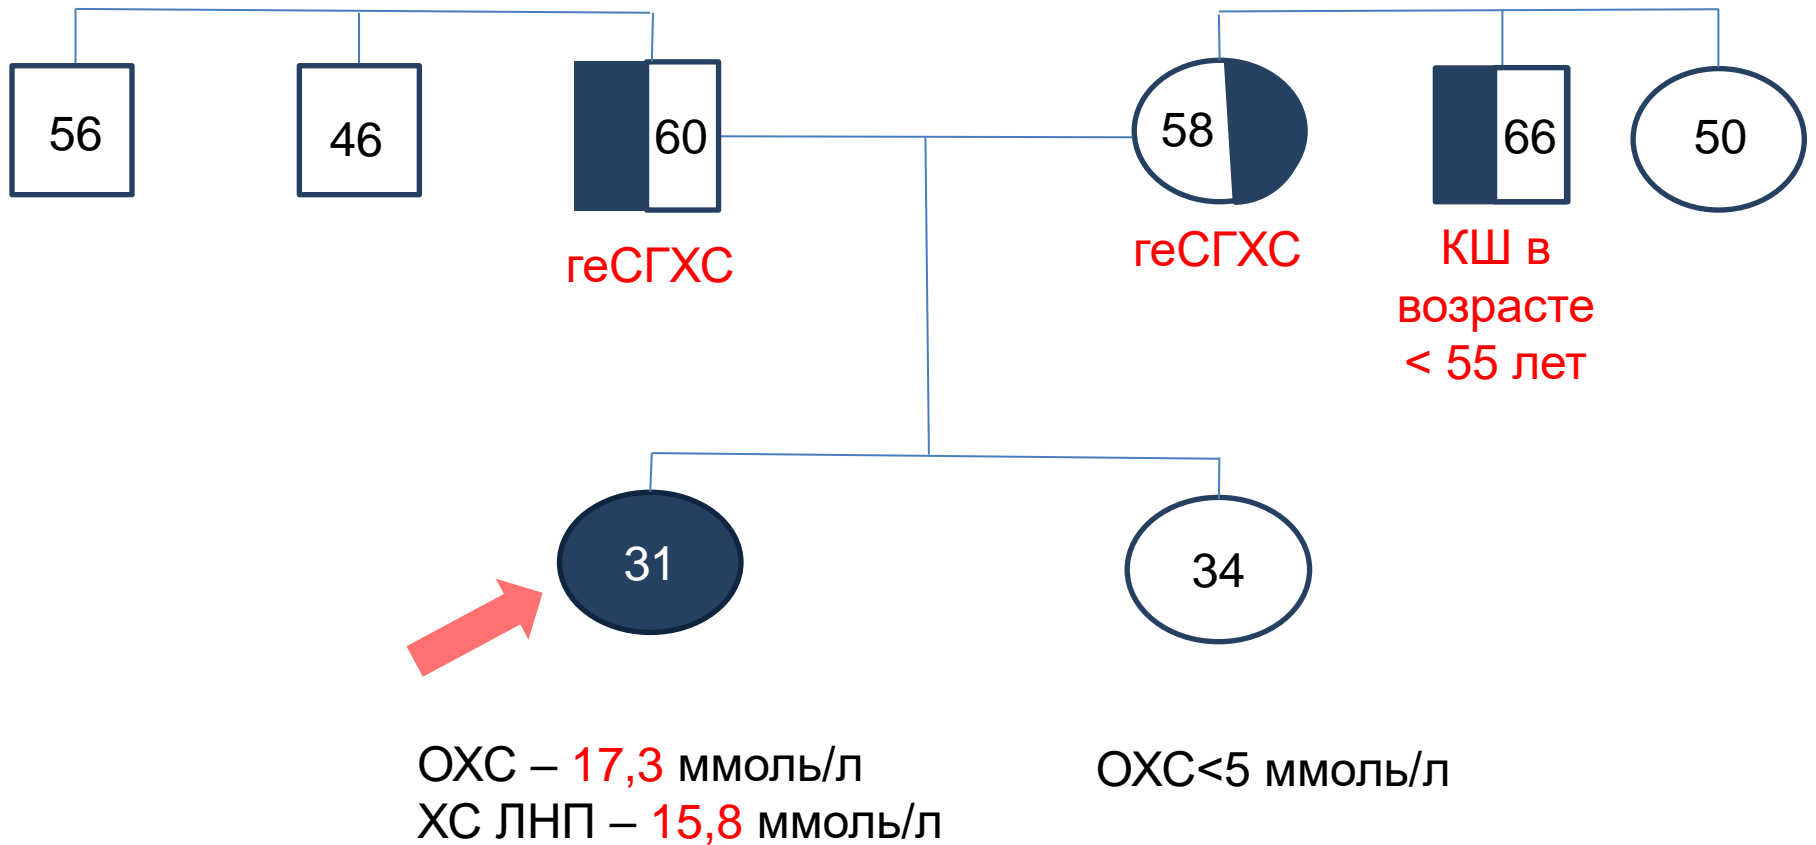 56
46
60
58
66
50
геСГХС
геСГХС
КШ в
возрасте
< 55 лет
31
34
ОХС – 17,3 ммоль/л
ХС ЛНП – 15,8 ммоль/л
ОХС<5 ммоль/л